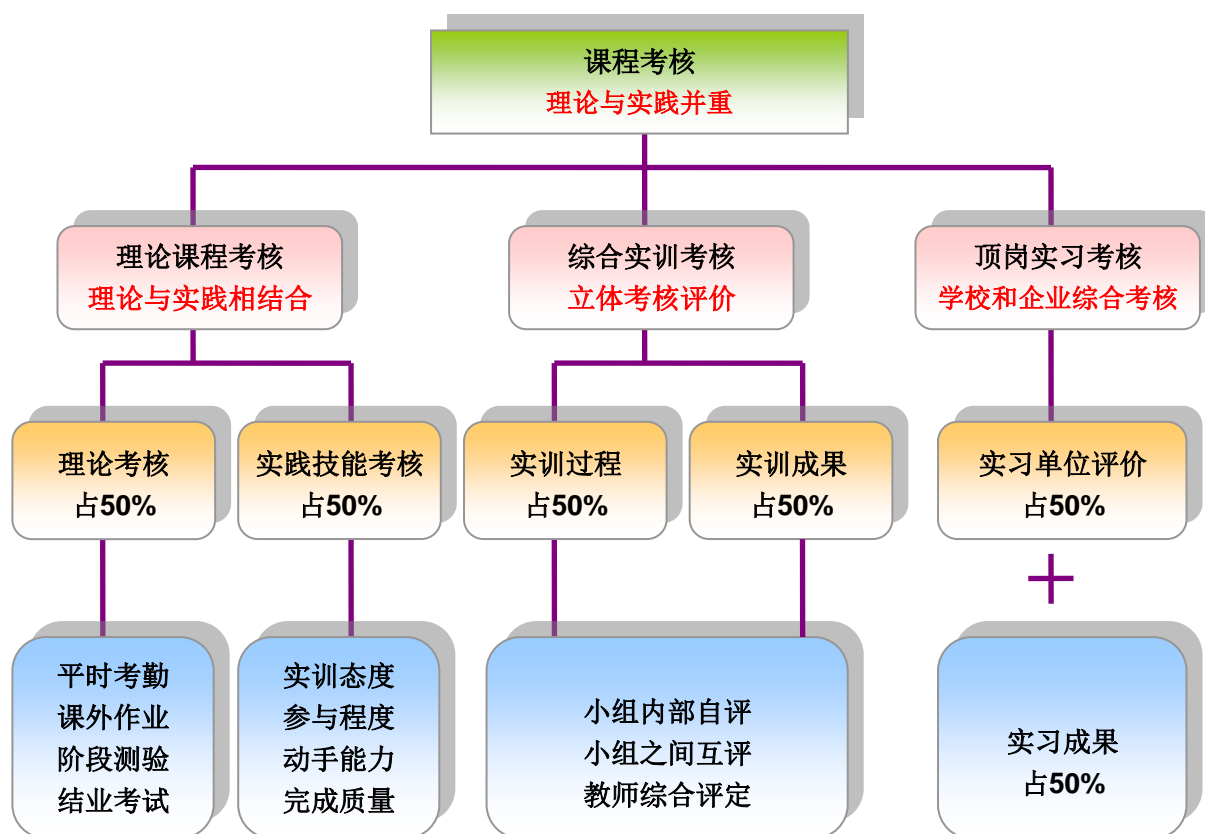 课程考核
理论与实践并重
理论课程考核
理论与实践相结合
综合实训考核
立体考核评价
顶岗实习考核
学校和企业综合考核
理论考核
占50%
实践技能考核
占50%
实训过程
占50%
实训成果
占50%
实习单位评价
占50%
平时考勤
课外作业
阶段测验
结业考试
实训态度
参与程度
动手能力
完成质量
小组内部自评
小组之间互评
教师综合评定
实习成果
占50%